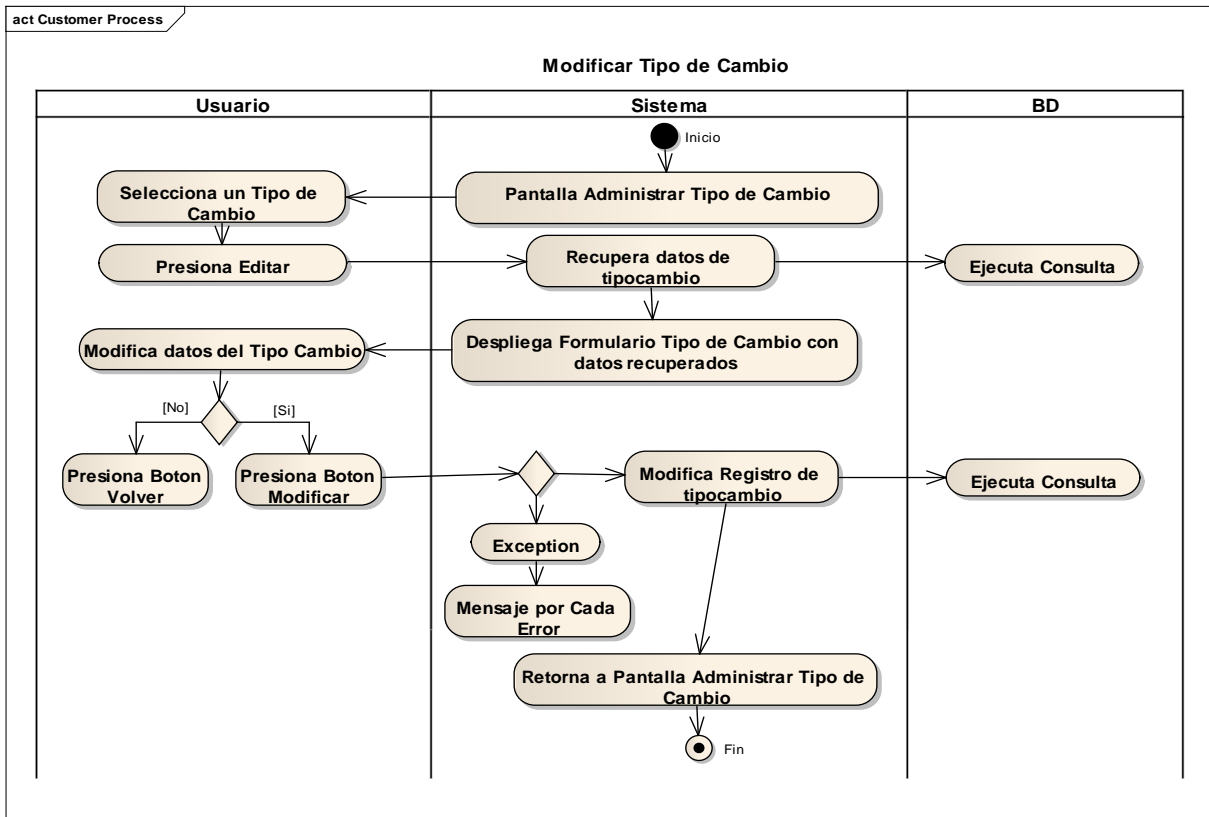 act Customer Process
Modificar Tipo de Cambio
Usuario
Sistema
BD
Inicio
Selecciona un Tipo de
Cambio
Pantalla Administrar Tipo de Cambio
Presiona Editar
Recupera datos de
tipocambio
Ejecuta Consulta
Modifica datos del Tipo Cambio
Despliega Formulario Tipo de Cambio con
datos recuperados
[No]
[Si]
Presiona Boton
Volver
Presiona Boton
Modificar
Modifica Registro de
tipocambio
Ejecuta Consulta
Exception
Mensaje por Cada
Error
Retorna a Pantalla Administrar Tipo de
Cambio
Fin